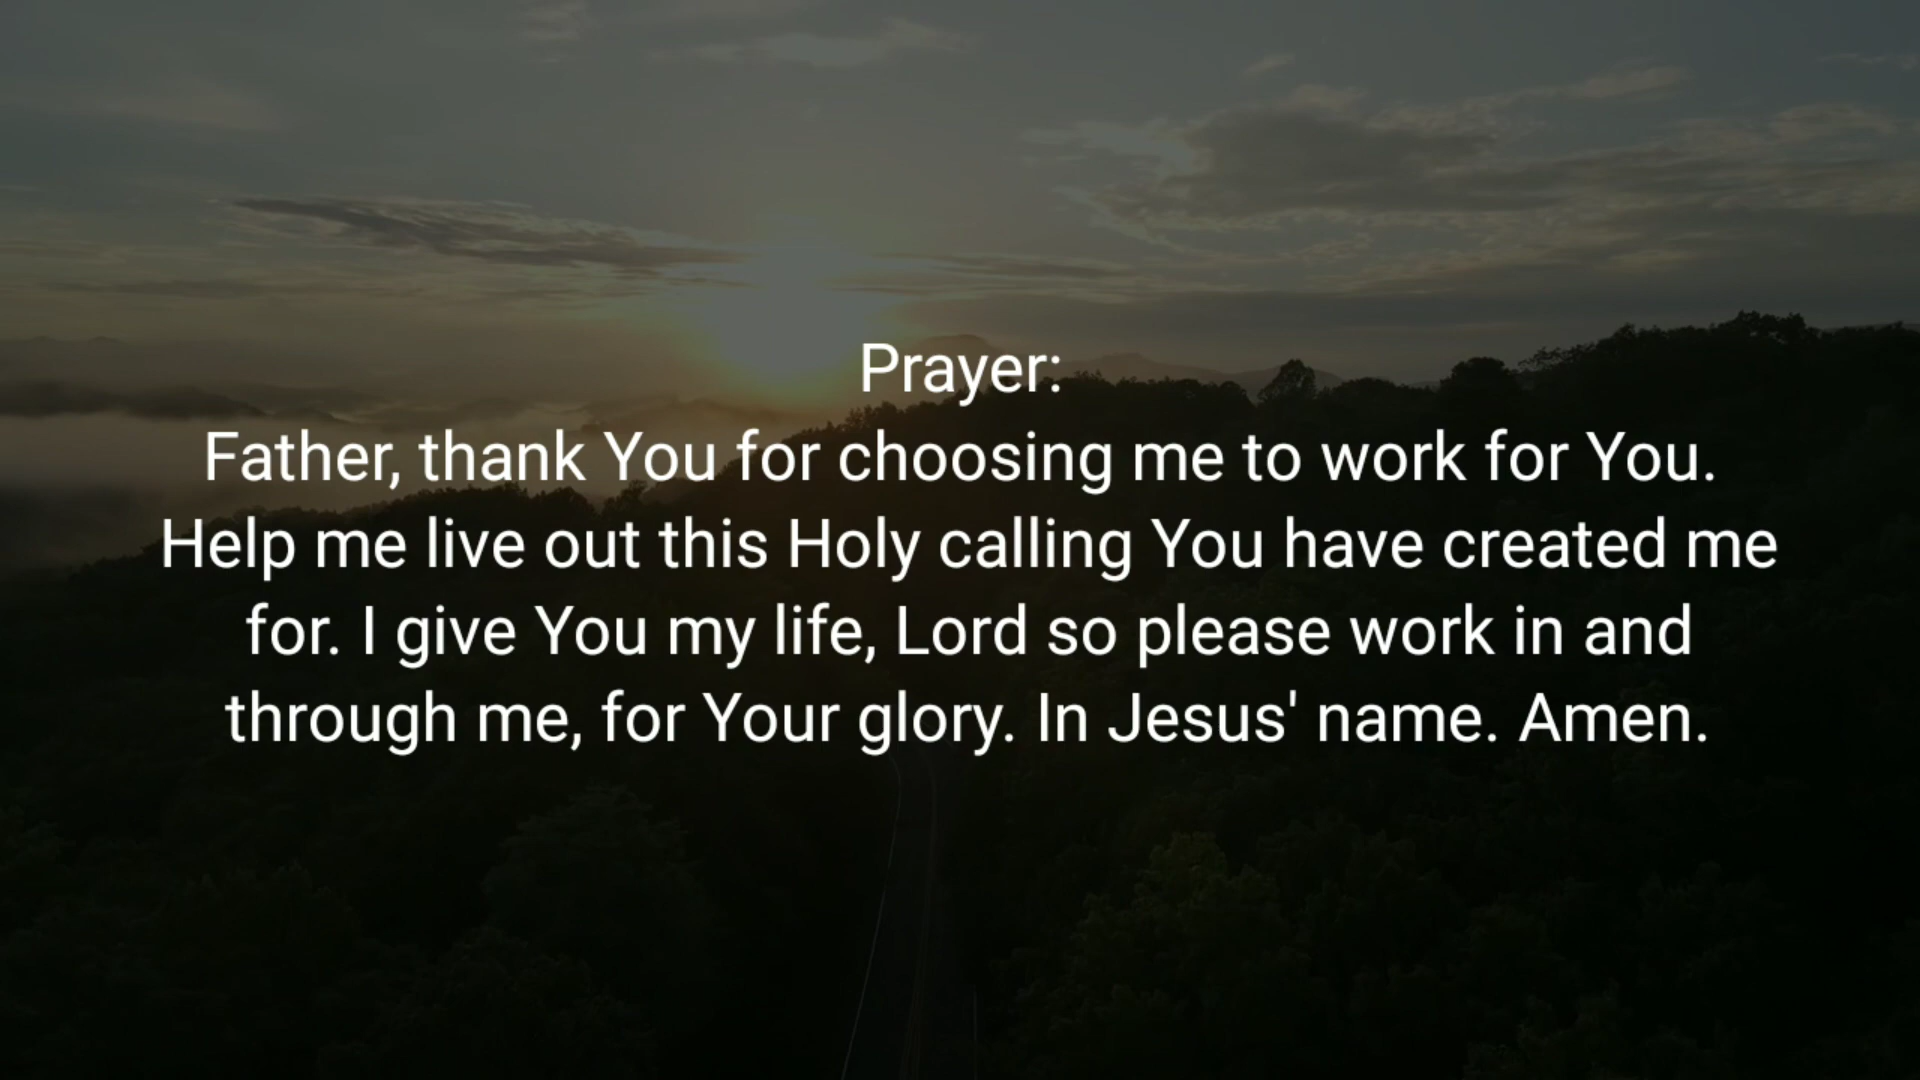 Prayer:
Father, thank You for choosing me to work for You.
Help me live out this Holy calling You have created me
for. I give You my life, Lord so please work in and
through me, for Your glory. In Jesus' name. Amen.